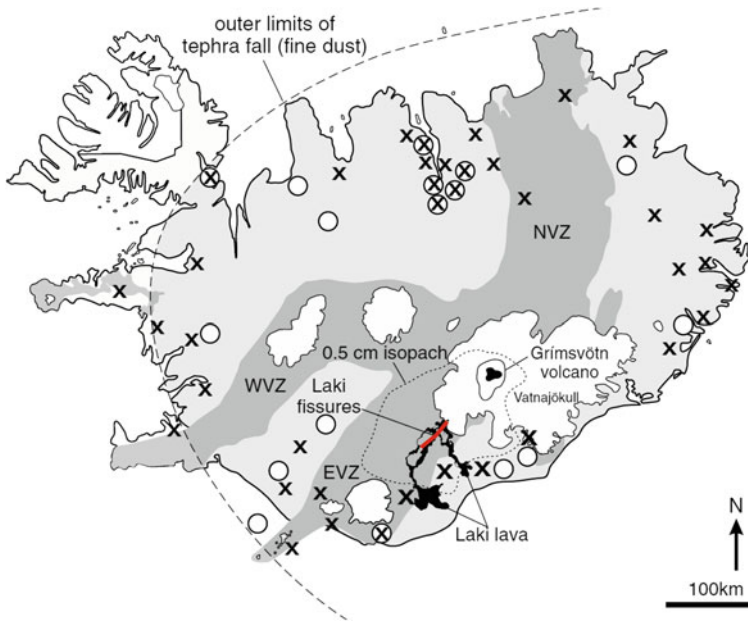 outer limits of
tephra fall (fine dust)
NVZ
0.5 cm isopach
Grímsvötn
volcano
Laki
fissures
Vatnajökull
WVZ
EVZ
Laki lava
N
100km